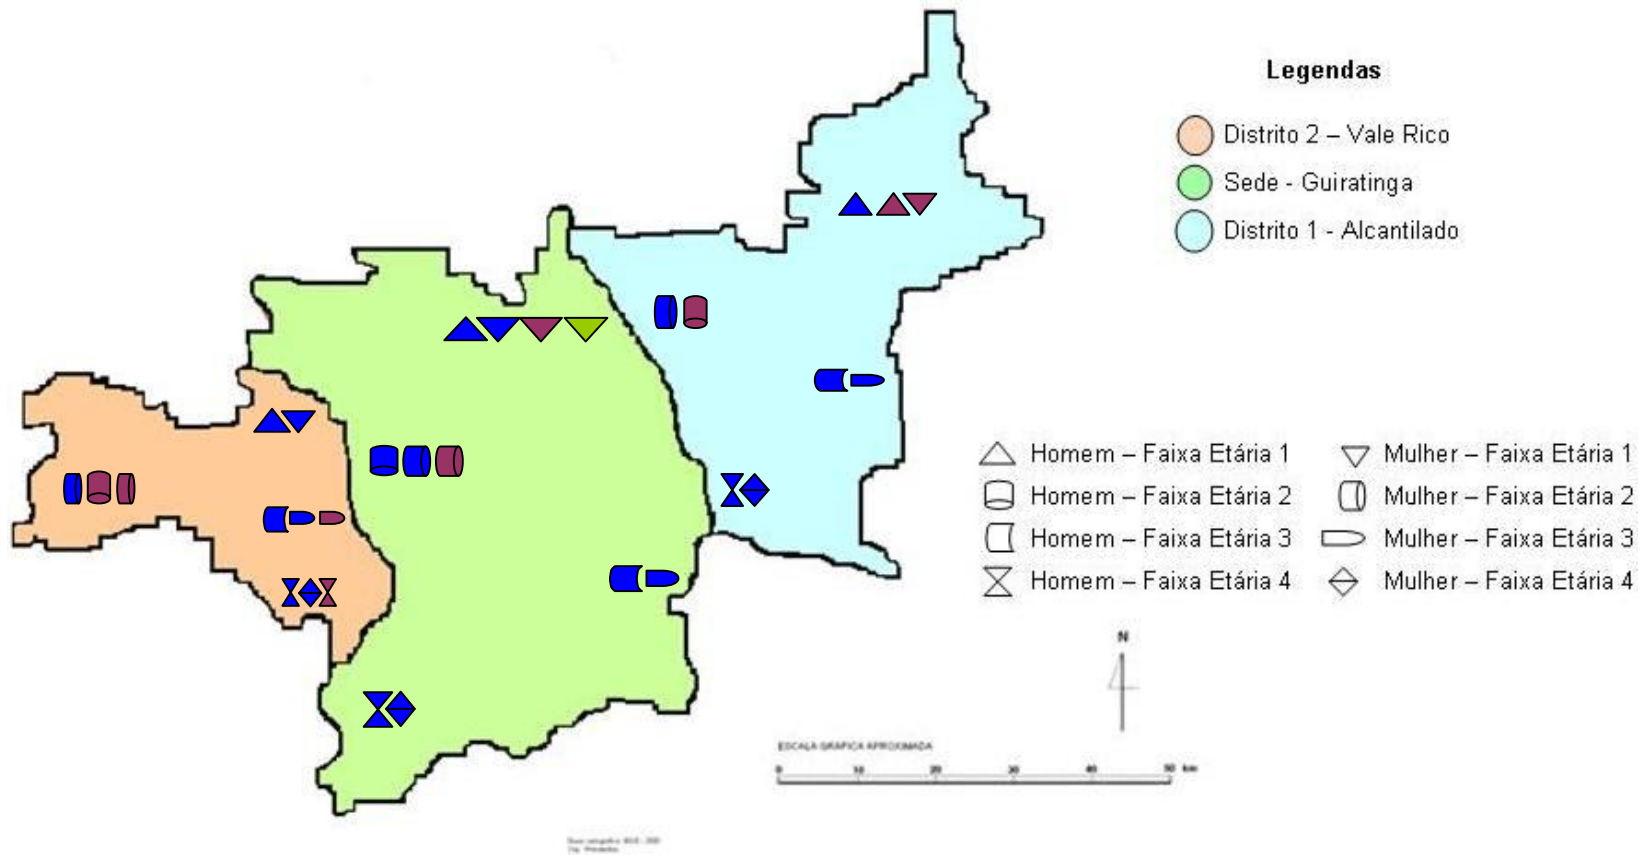 Legendas
Distrito 2 – Vale Rico
Sede - Guiratinga
Distrito 1 - Alcantilado
Homem – Faixa Etária 1
Mulher – Faixa Etária 1
Homem – Faixa Etária 2
Mulher – Faixa Etária 2
Homem – Faixa Etária 3
Mulher – Faixa Etária 3
Homem – Faixa Etária 4
Mulher – Faixa Etária 4
N
ESCALA GRÁFICA APROXIMADA
0 10 20 30 40 50 km